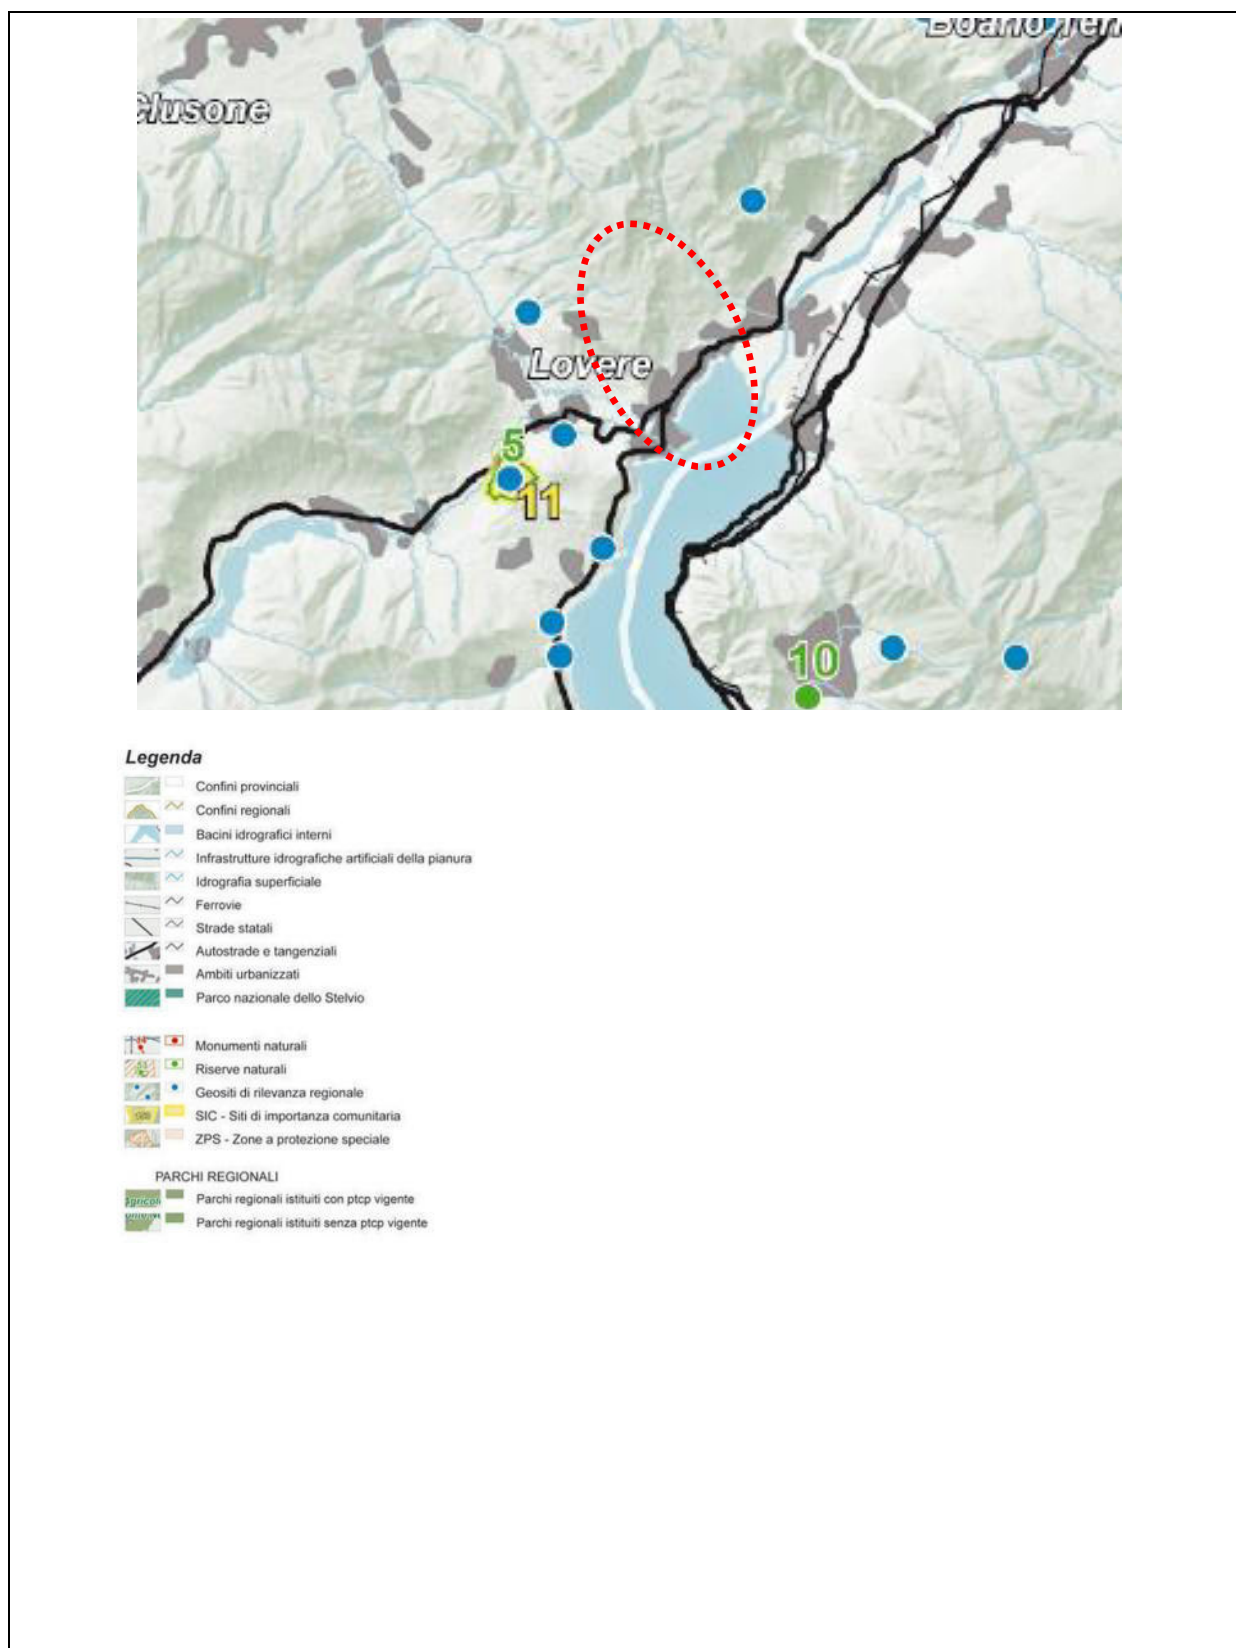 Clusone
Lovere
5
11
10
Legenda
Confini provinciali
Confini regionali
Bacini idrografici interni
Infrastrutture idrografiche artificiali della pianura
Idrografia superficiale
Ferrovie
Strade statali
Autostrade e tangenziali
Ambiti urbanizzati
Parco nazionale dello Stelvio
Monumenti naturali
Riserve naturali
Geositi di rilevanza regionale
SIC - Siti di importanza comunitaria
ZPS - Zone a protezione speciale
PARCHI REGIONALI
Parchi regionali istituiti con ptcp vigente
Parchi regionali istituiti senza ptcp vigente